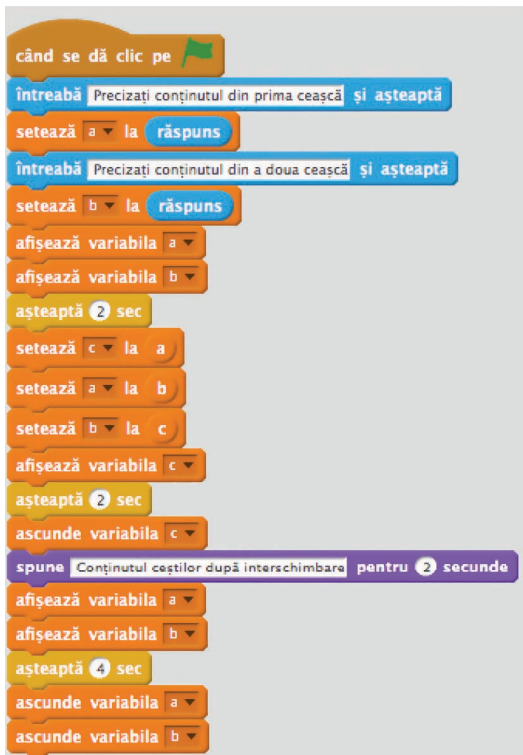 când se dă clic pe
întreabă Precizați conținutul din prima ceașcă și așteaptă
setează a la răspuns
întreabă Precizați conținutul din a doua ceașcă și așteaptă
setează b la răspuns
afișează variabila a
afișează variabila b
așteaptă 2 sec
setează c la a
setează a la b
setează b la c
afișează variabila c
așteaptă 2 sec
ascunde variabila c
spune Conținutul ceștilor după interschimbare pentru 2 secunde
afișează variabila a
afișează variabila b
așteaptă 4 sec
ascunde variabila a
ascunde variabila b